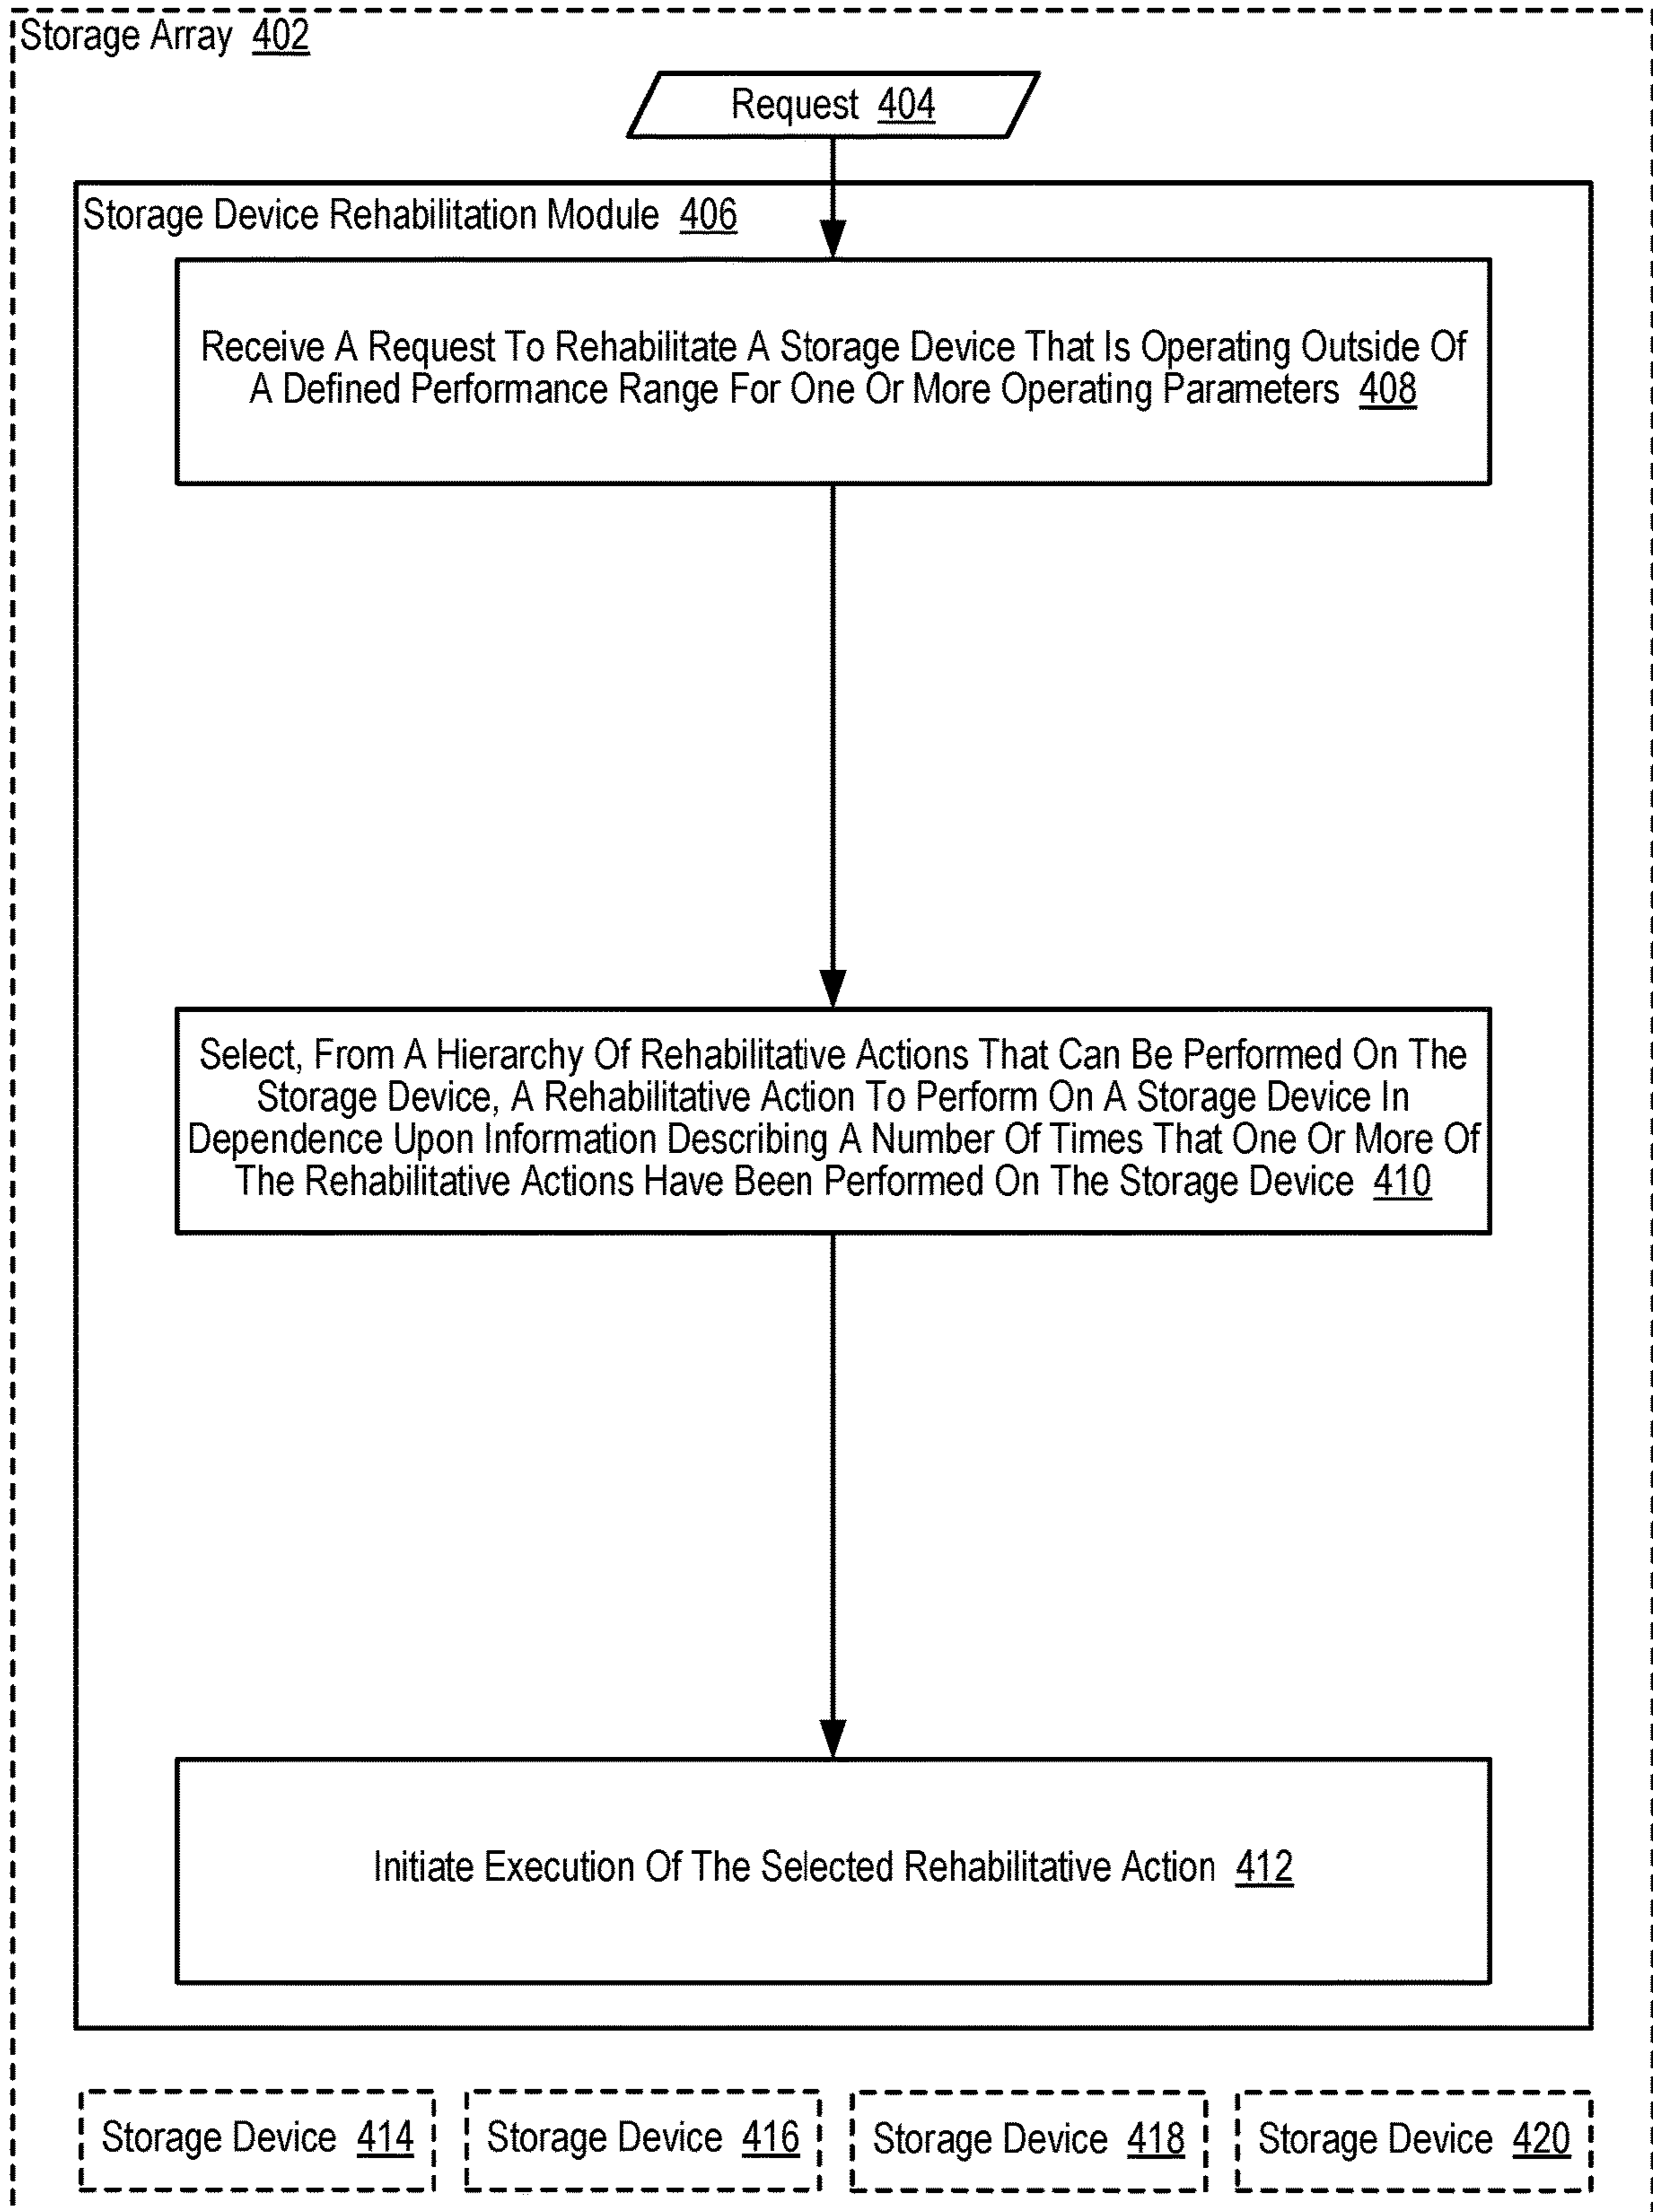 Storage Array 402
Request 404
Storage Device Rehabilitation Module 406
Receive A Request To Rehabilitate A Storage Device That Is Operating Outside Of
A Defined Performance Range For One Or More Operating Parameters 408
Select, From A Hierarchy Of Rehabilitative Actions That Can Be Performed On The
Storage Device, A Rehabilitative Action To Perform On A Storage Device In
Dependence Upon Information Describing A Number Of Times That One Or More Of
The Rehabilitative Actions Have Been Performed On The Storage Device 410
Initiate Execution Of The Selected Rehabilitative Action 412
Storage Device 414
Storage Device 416
Storage Device 418
Storage Device 420